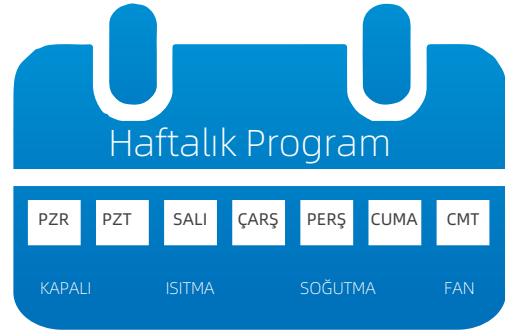 Haftalık Program
PZR PZT SALI ÇARŞ PERŞ CUMA CMT
KAPALI ISITMA SOĞUTMA FAN